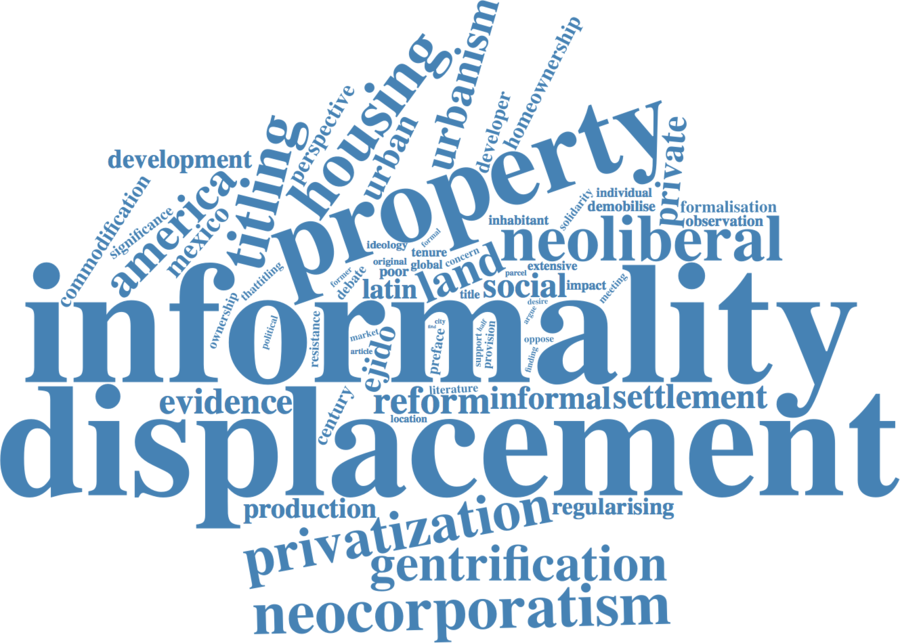 homeownership
urbanism
housing
developer
perspective
urban
property
titling
private
development
america
commodification
significance
mexico
individual
demobilise
solidarity
formalisation
observation
inhabitant
neoliberal
formal
ideology
tenure
concern
original
global
poor
land
parcel
extensive
former
debate
latin
title
social
impact
meeting
thattitling
ownership
informality
political
resistance
market
article
ejido
city
and
preface
support
half
provision
desire
argue
oppose
finding
literature
evidence
century
reform
informal
settlement
location
displacement
production
privatization
regularising
gentrification
neocorporatism